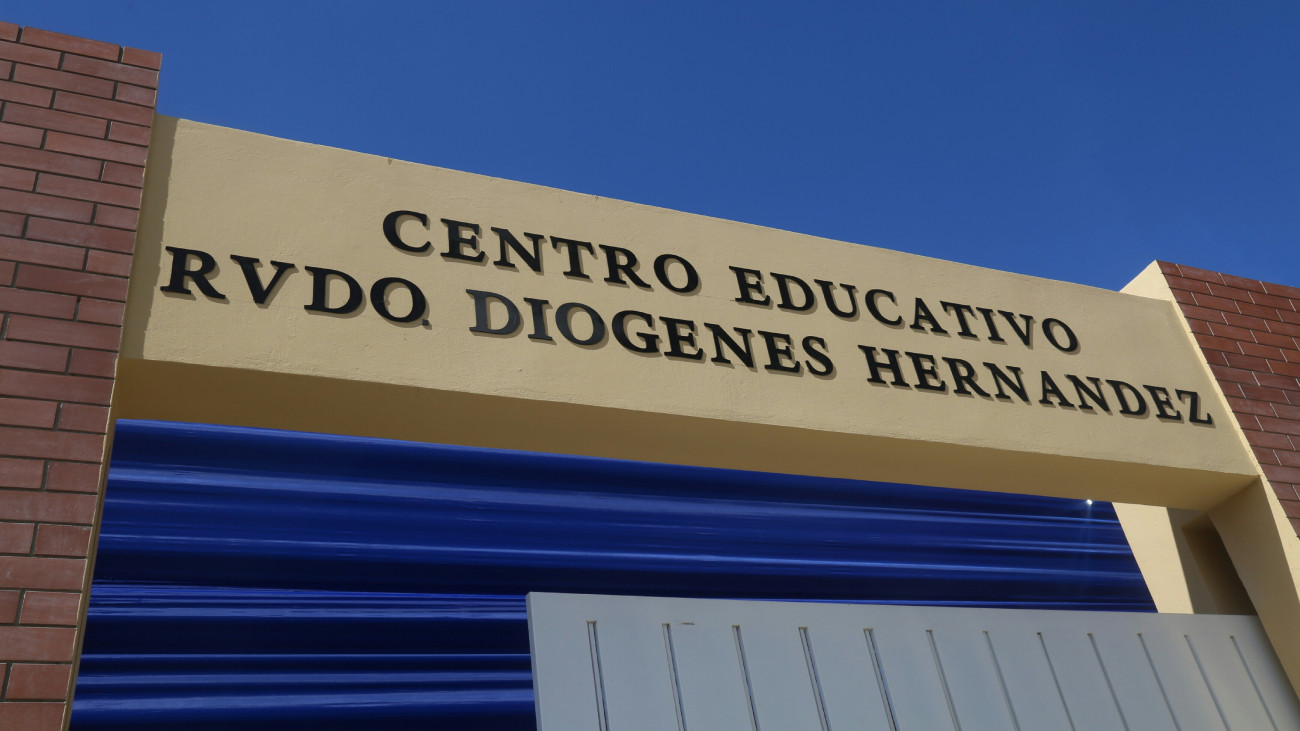 CENTRO EDUCATIVO
RVDO. DIOGENES HERNANDEZ